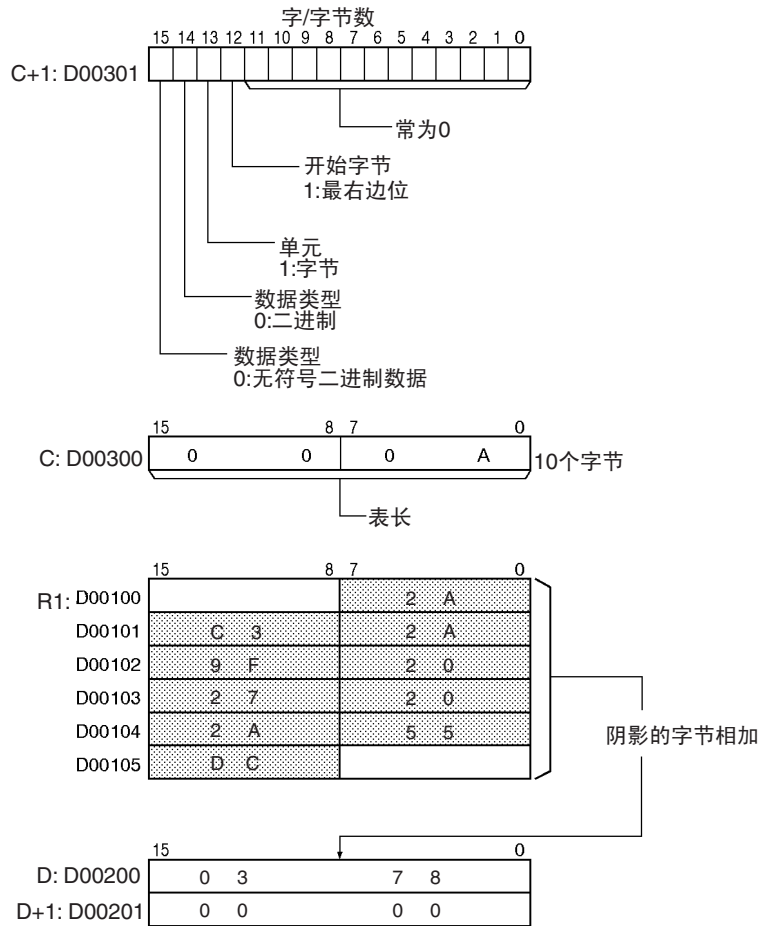 字/字节数
15 14 13 12 11 10 9 8 7 6 5 4 3 2 1 0
C+1: D00301
常为0
开始字节
1:最右边位
单元
1:字节
数据类型
0:二进制
数据类型
0:无符号二进制数据
15 8 7 0
C: D00300 0 0 0 A 10个字节
表长
15 8 7 0
R1: D00100 2 A
D00101 C 3 2 A
D00102 9 F 2 0
D00103 2 7 2 0
D00104 2 A 5 5
D00105 D C
阴影的字节相加
15 0
D: D00200 0 3 7 8
D+1: D00201 0 0 0 0